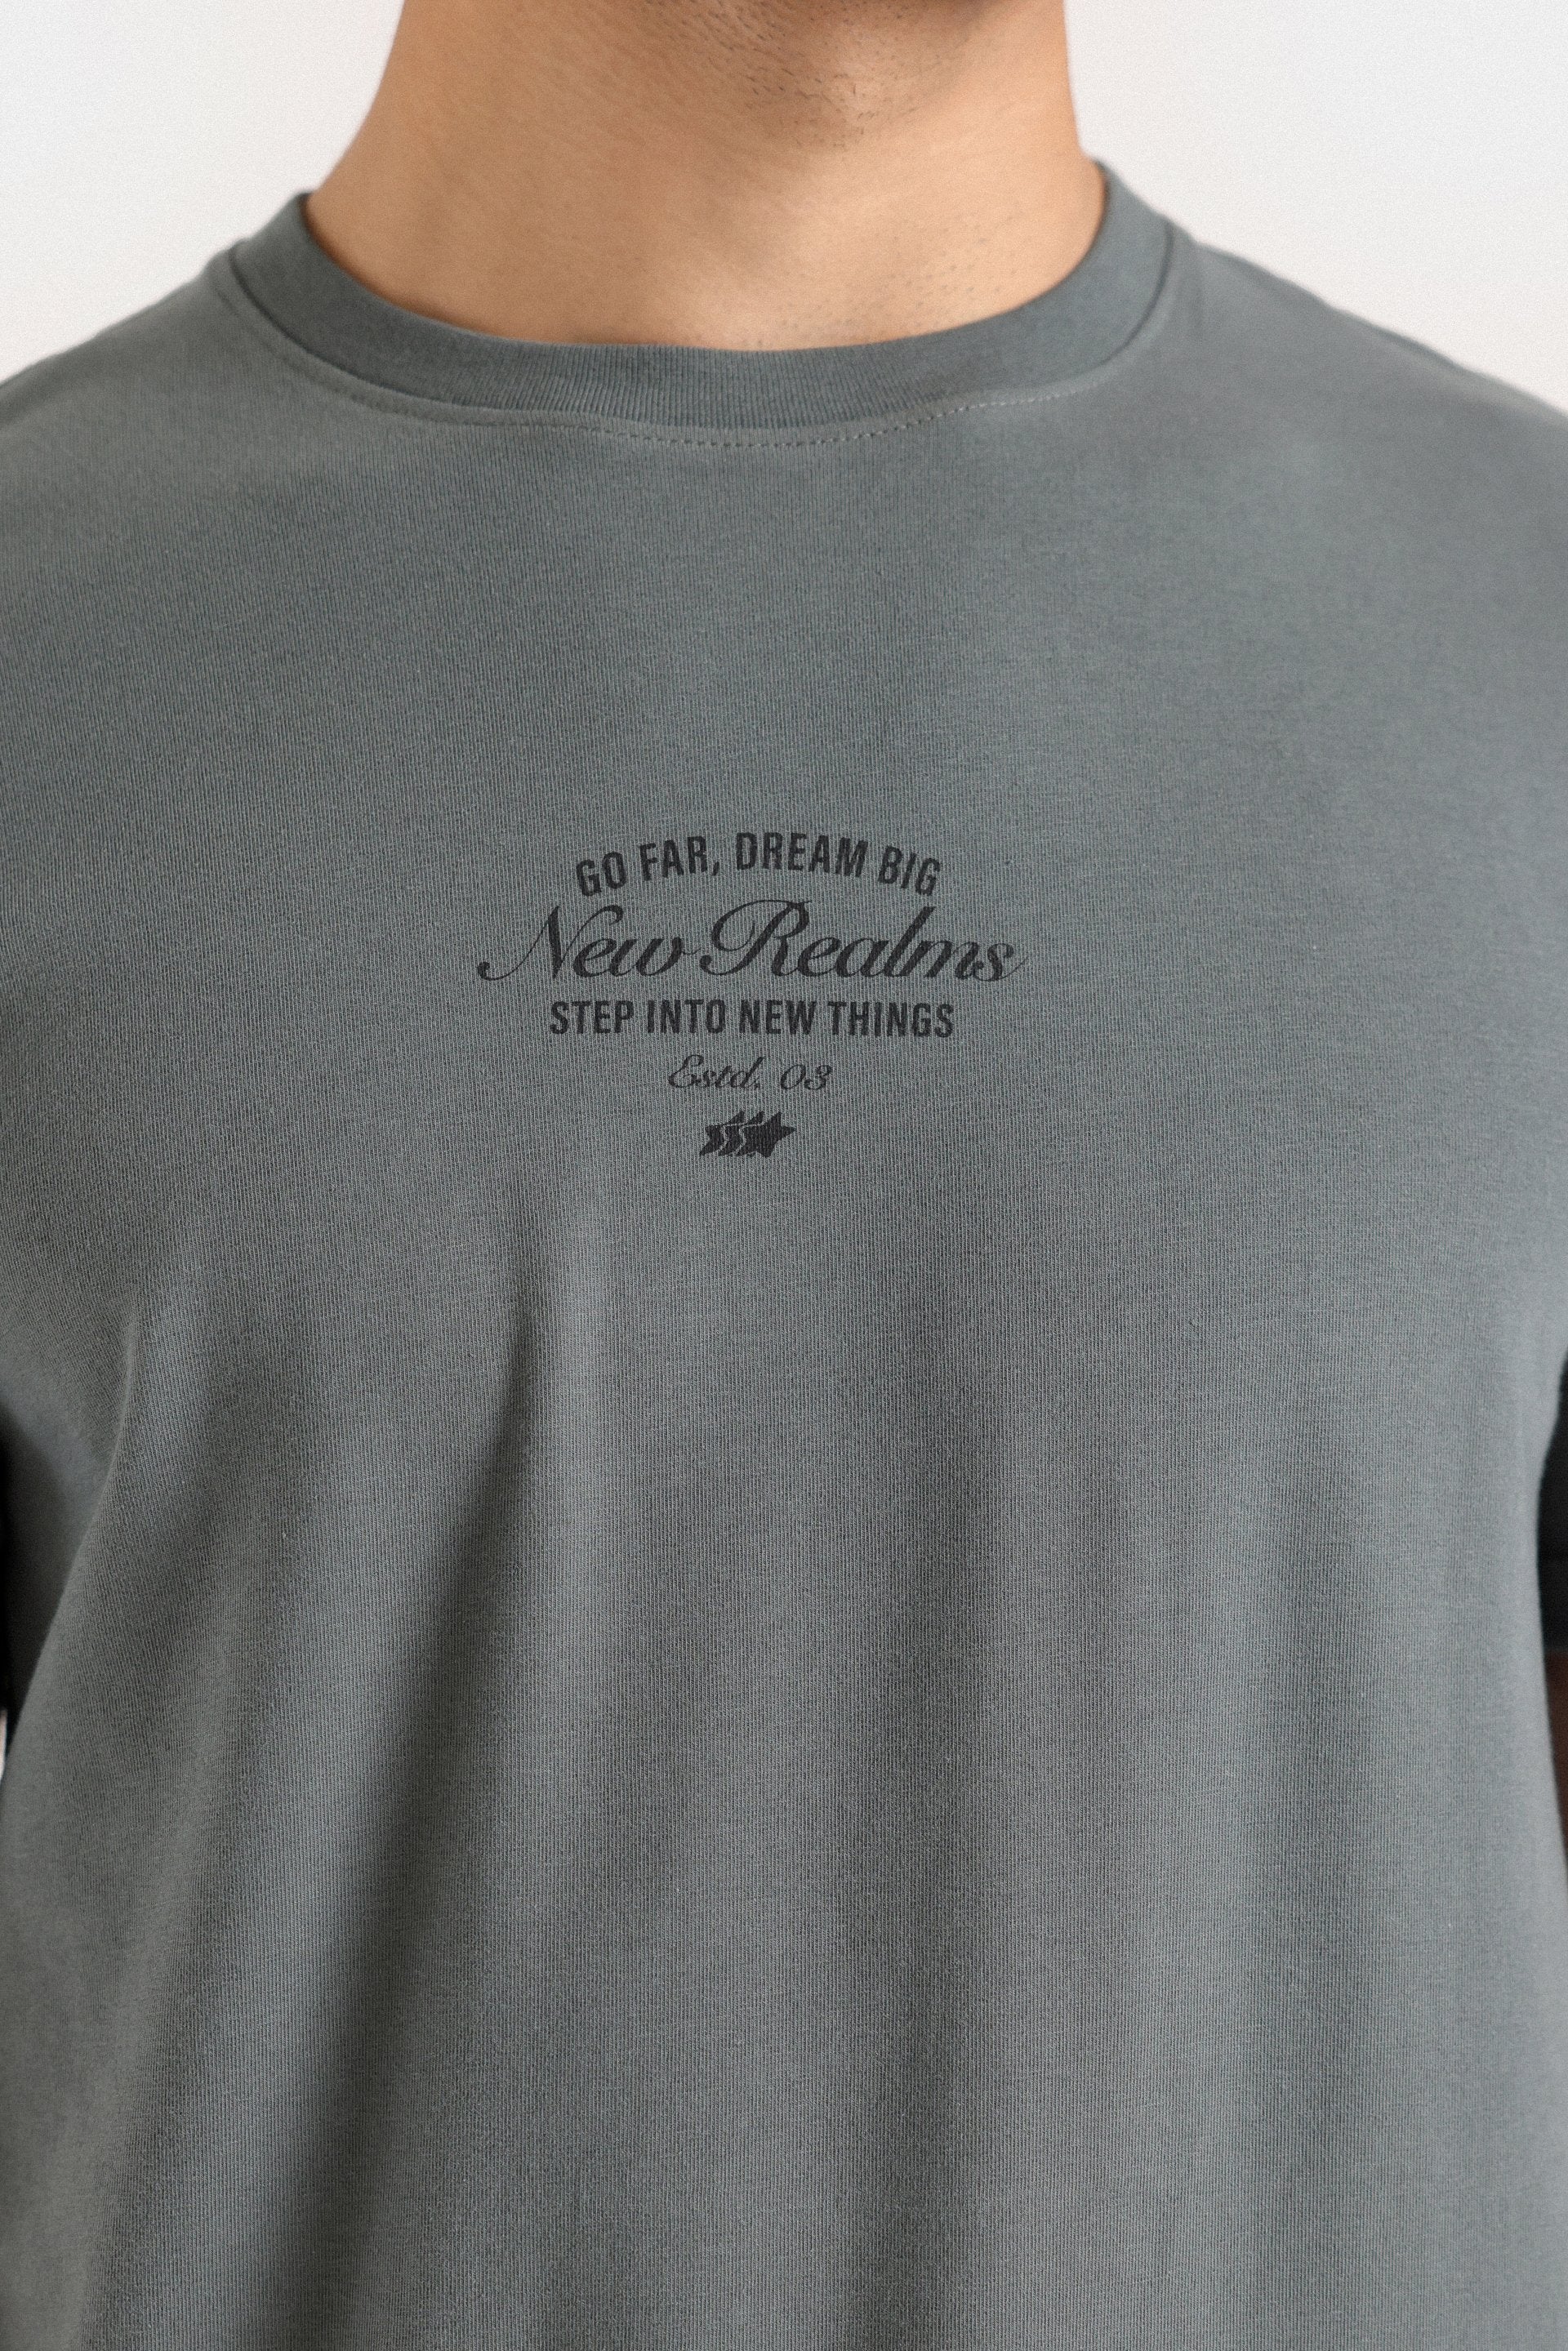 GO FAR, DREAM BIG
New Realms
STEP INTO NEW THINGS
Estd. 03